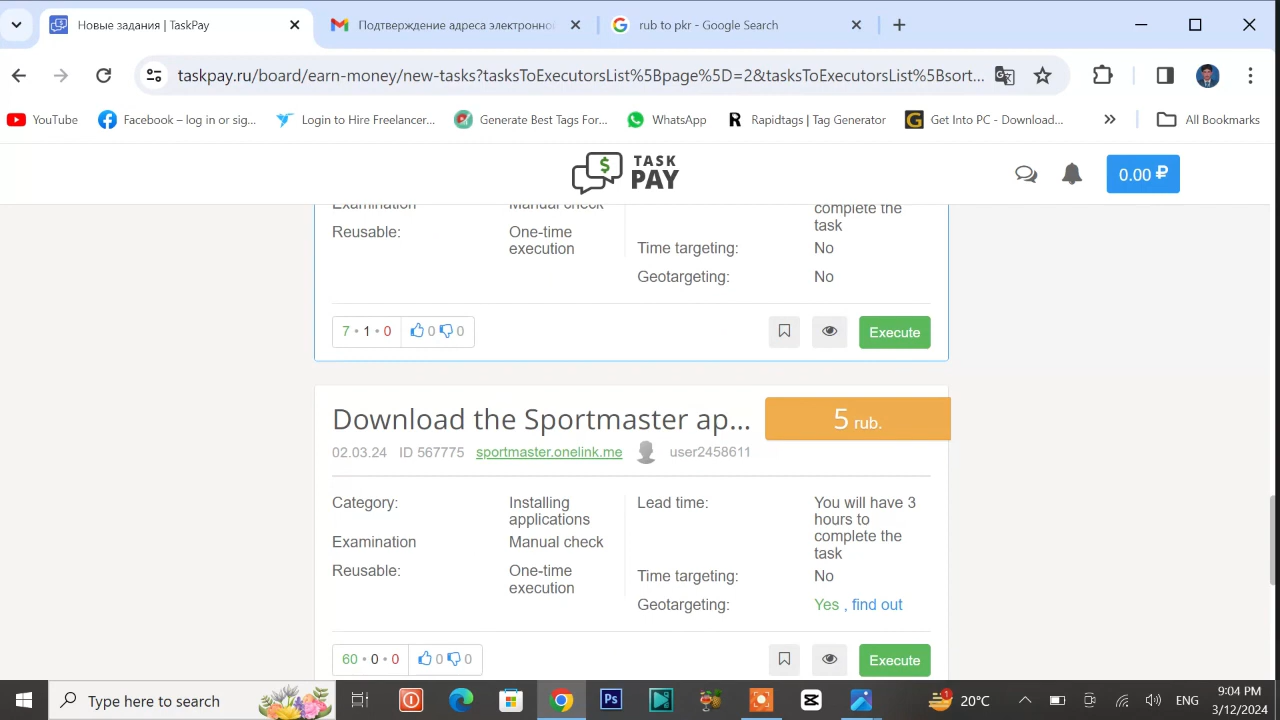 Новые задания | TaskPay
Подтверждение адреса электронной
rub to pkr - Google Search
taskpay.ru/board/earn-money/new-tasks?tasksToExecutorsList%5Bpage%5D=2&tasksToExecutorsList%5Bsort...
YouTube
Facebook – log in or sig...
Login to Hire Freelancer...
Generate Best Tags For...
WhatsApp
Rapidtags | Tag Generator
Get Into PC - Download...
All Bookmarks
TASK
PAY
0.00 ₽
Examination
Manual check
Reusable:
One-time
execution
complete the
task
Time targeting:
No
Geotargeting:
No
7 • 1 • 0
0
0
Execute
Download the Sportmaster ap...
5 rub.
02.03.24
ID 567775
sportmaster.onelink.me
user2458611
Category:
Installing
applications
Examination
Manual check
Reusable:
One-time
execution
Lead time:
You will have 3
hours to
complete the
task
Time targeting:
No
Geotargeting:
Yes , find out
60 • 0 • 0
0
0
Execute
Type here to search
Ps
1
20°C
ENG
9:04 PM
3/12/2024